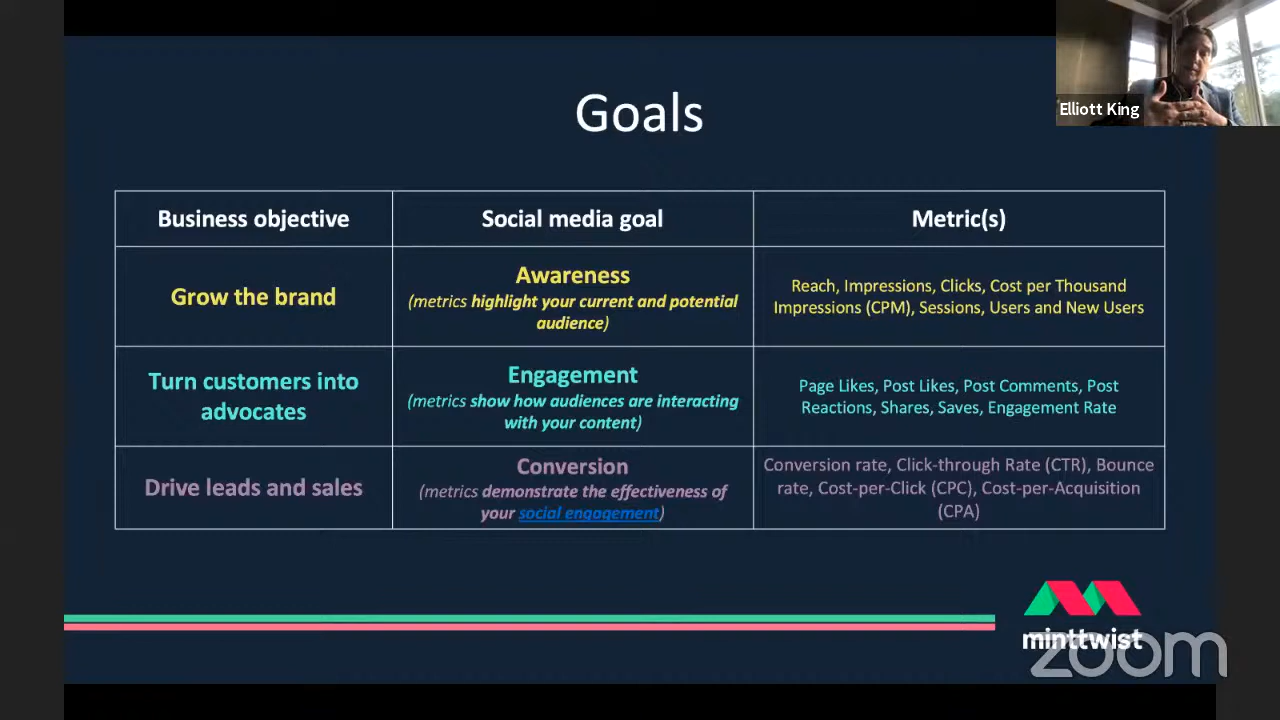 Elliott King
Goals
Business objective
Social media goal
Metric(s)
Grow the brand
Awareness
(metrics highlight your current and potential
audience)
Reach, Impressions, Clicks, Cost per Thousand
Impressions (CPM), Sessions, Users and New Users
Turn customers into
advocates
Engagement
(metrics show how audiences are interacting
with your content)
Page Likes, Post Likes, Post Comments, Post
Reactions, Shares, Saves, Engagement Rate
Drive leads and sales
Conversion
(metrics demonstrate the effectiveness of
your social engagement)
Conversion rate, Click-through Rate (CTR), Bounce
rate, Cost-per-Click (CPC), Cost-per-Acquisition
(CPA)
minttwist
zoom